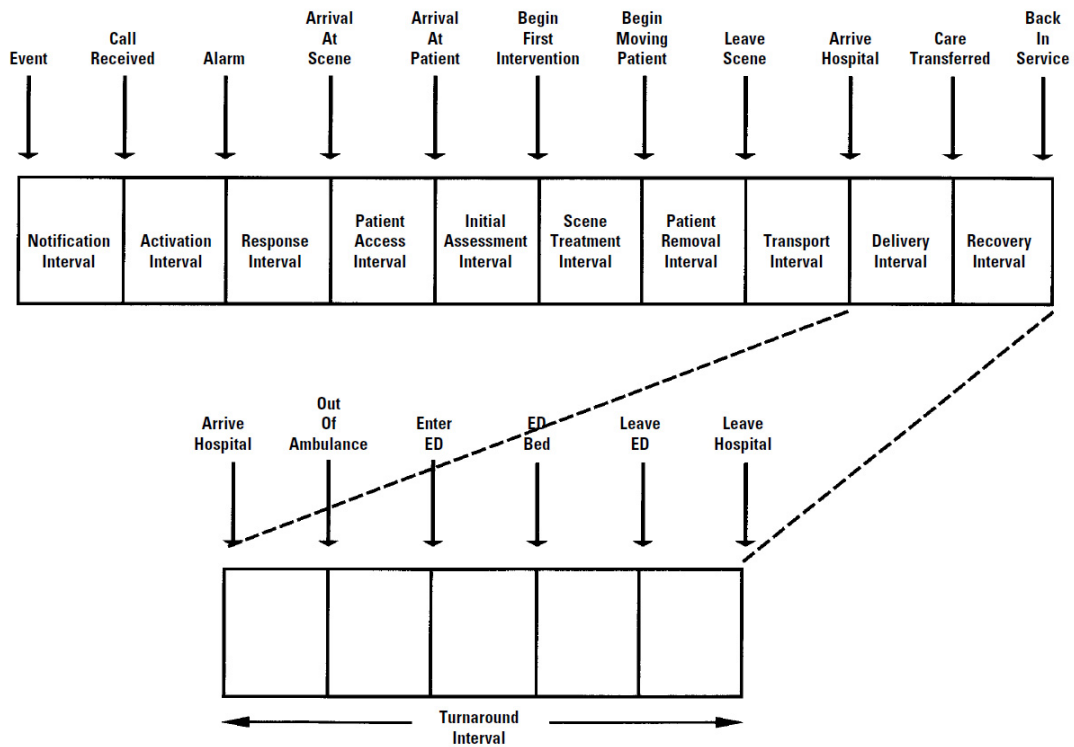 Event
Call
Received
Alarm
Arrival
At
Scene
Arrival
At
Patient
Begin
First
Intervention
Begin
Moving
Patient
Leave
Scene
Arrive
Hospital
Care
Transferred
Back
In
Service
Notification
Interval
Activation
Interval
Response
Interval
Patient
Access
Interval
Initial
Assessment
Interval
Scene
Treatment
Interval
Patient
Removal
Interval
Transport
Interval
Delivery
Interval
Recovery
Interval
Arrive
Hospital
Out
Of
Ambulance
Enter
ED
ED
Bed
Leave
ED
Leave
Hospital
Turnaround
Interval